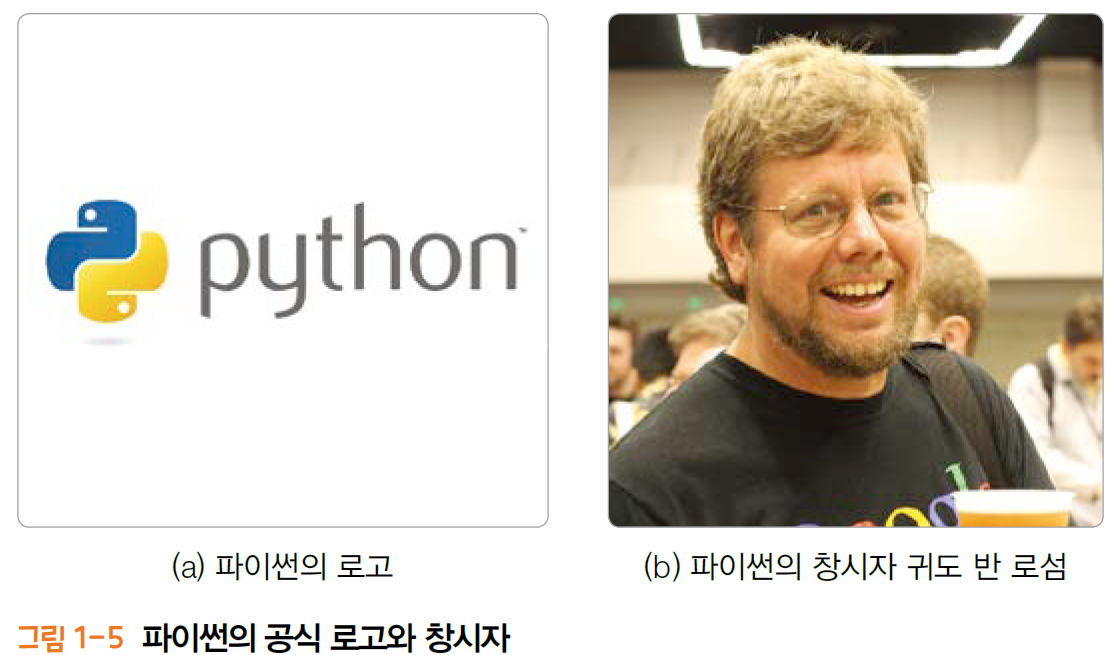 python
(a) 파이썬의 로고
(b) 파이썬의 창시자 귀도 반 로섬
그림 1-5 파이썬의 공식 로고와 창시자